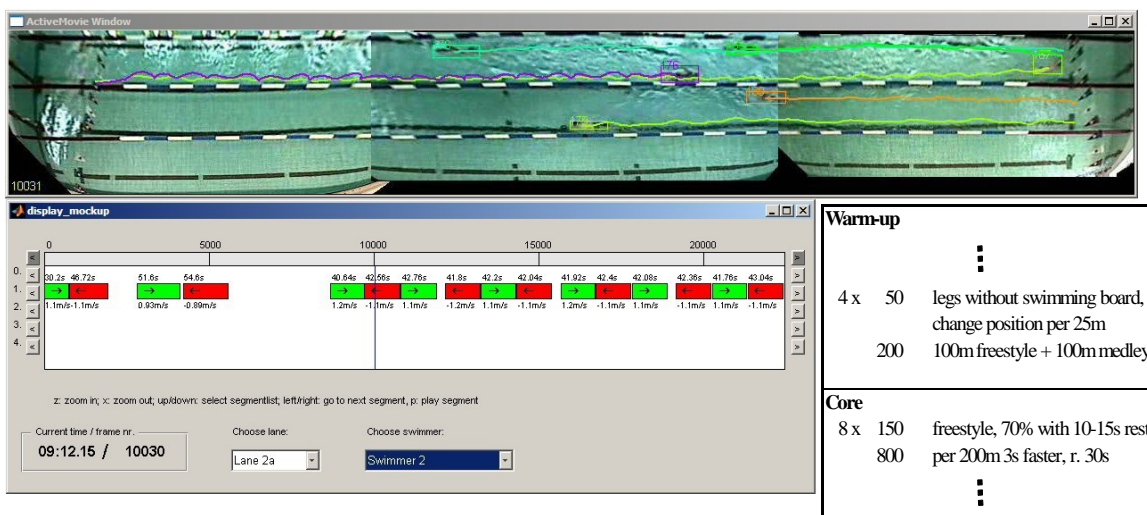 ActiveMovie Window
76
10031
display_mockup
0 5000 10000 15000 20000
0.
1.
2.
3.
4.
30.2s 46.72s 51.6s 54.6s 40.64s 42.56s 42.76s 41.8s 42.2s 42.04s 41.92s 42.4s 42.08s 42.36s 41.76s 43.04s
1.1m/s -1.1m/s 0.93m/s -0.89m/s 1.2m/s -1.1m/s 1.1m/s -1.2m/s 1.1m/s -1.1m/s 1.2m/s -1.1m/s 1.1m/s -1.1m/s 1.1m/s -1.1m/s
z: zoom in; x: zoom out; up/down: select segmentlist; left/right: go to next segment, p: play segment
Current time / frame nr.
09:12.15 / 10030
Choose lane:
Lane 2a
Choose swimmer:
Swimmer 2
Warm-up
4 x 50 legs without swimming board,
change position per 25m
200 100m freestyle + 100m medley
Core
8 x 150 freestyle, 70% with 10-15s rest
800 per 200m 3s faster, r. 30s